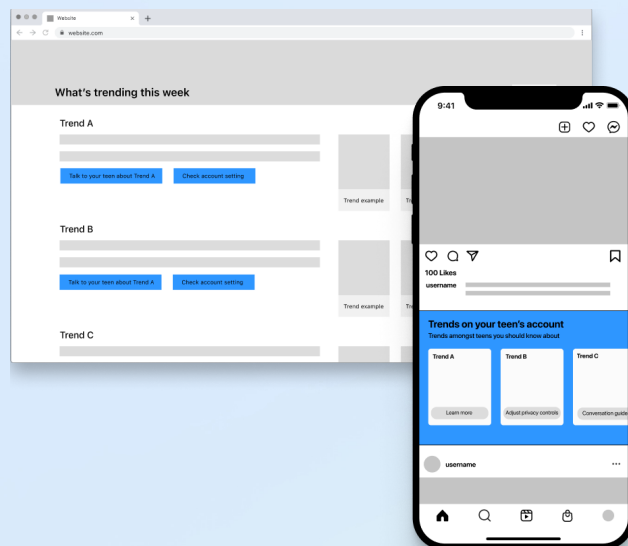 Website
website.com
What's trending this week
Trend A
Talk to your teen about Trend A
Check account setting
Trend example
Trend B
Talk to your teen about Trend A
Check account setting
Trend example
Trend C
9:41
100 Likes
username
Trends on your teen's account
Trends amongst teens you should know about
Trend A
Trend B
Trend C
Learn more
Adjust privacy controls
Conversation guide
username